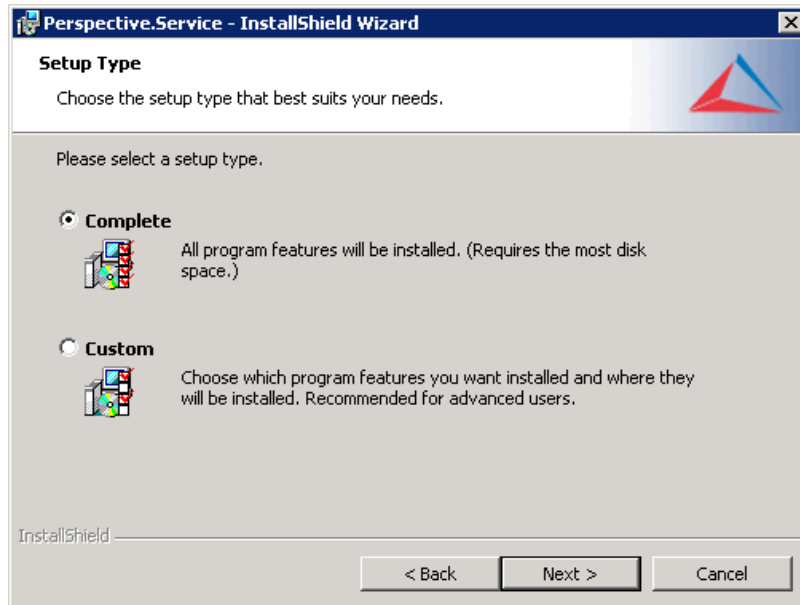 Perspective.Service - InstallShield Wizard
Setup Type
Choose the setup type that best suits your needs.
Please select a setup type.
Complete
All program features will be installed. (Requires the most disk
space.)
Custom
Choose which program features you want installed and where they
will be installed. Recommended for advanced users.
InstallShield
< Back
Next >
Cancel